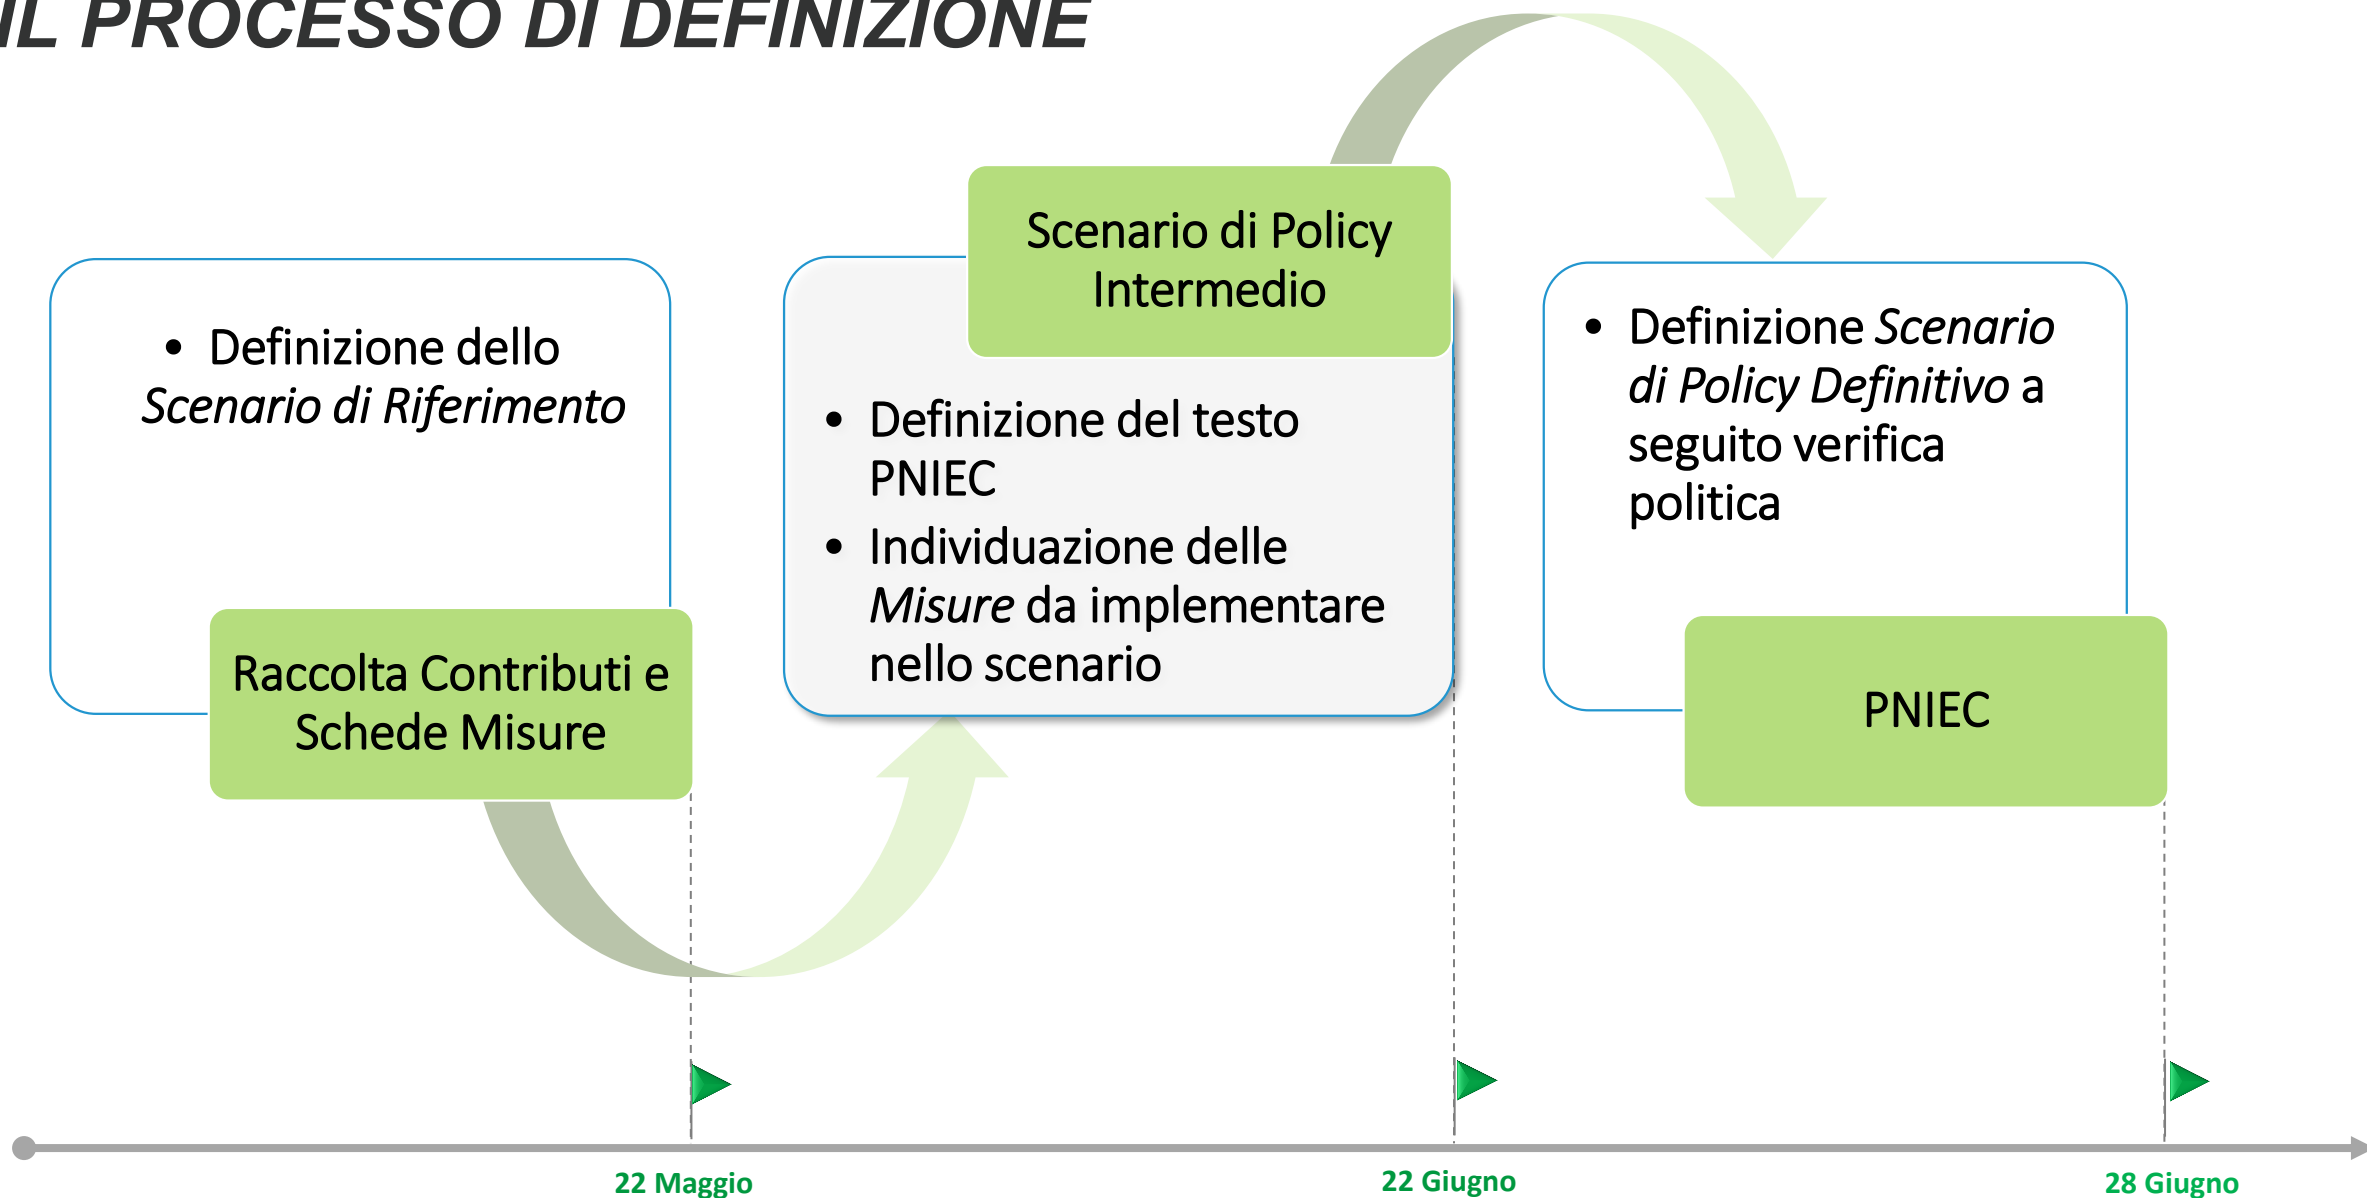 IL PROCESSO DI DEFINIZIONE
• Definizione dello
Scenario di Riferimento
Raccolta Contributi e
Schede Misure
Scenario di Policy
Intermedio
• Definizione del testo
PNIEC
• Individuazione delle
Misure da implementare
nello scenario
• Definizione Scenario
di Policy Definitivo a
seguito verifica
politica
PNIEC
22 Maggio
22 Giugno
28 Giugno